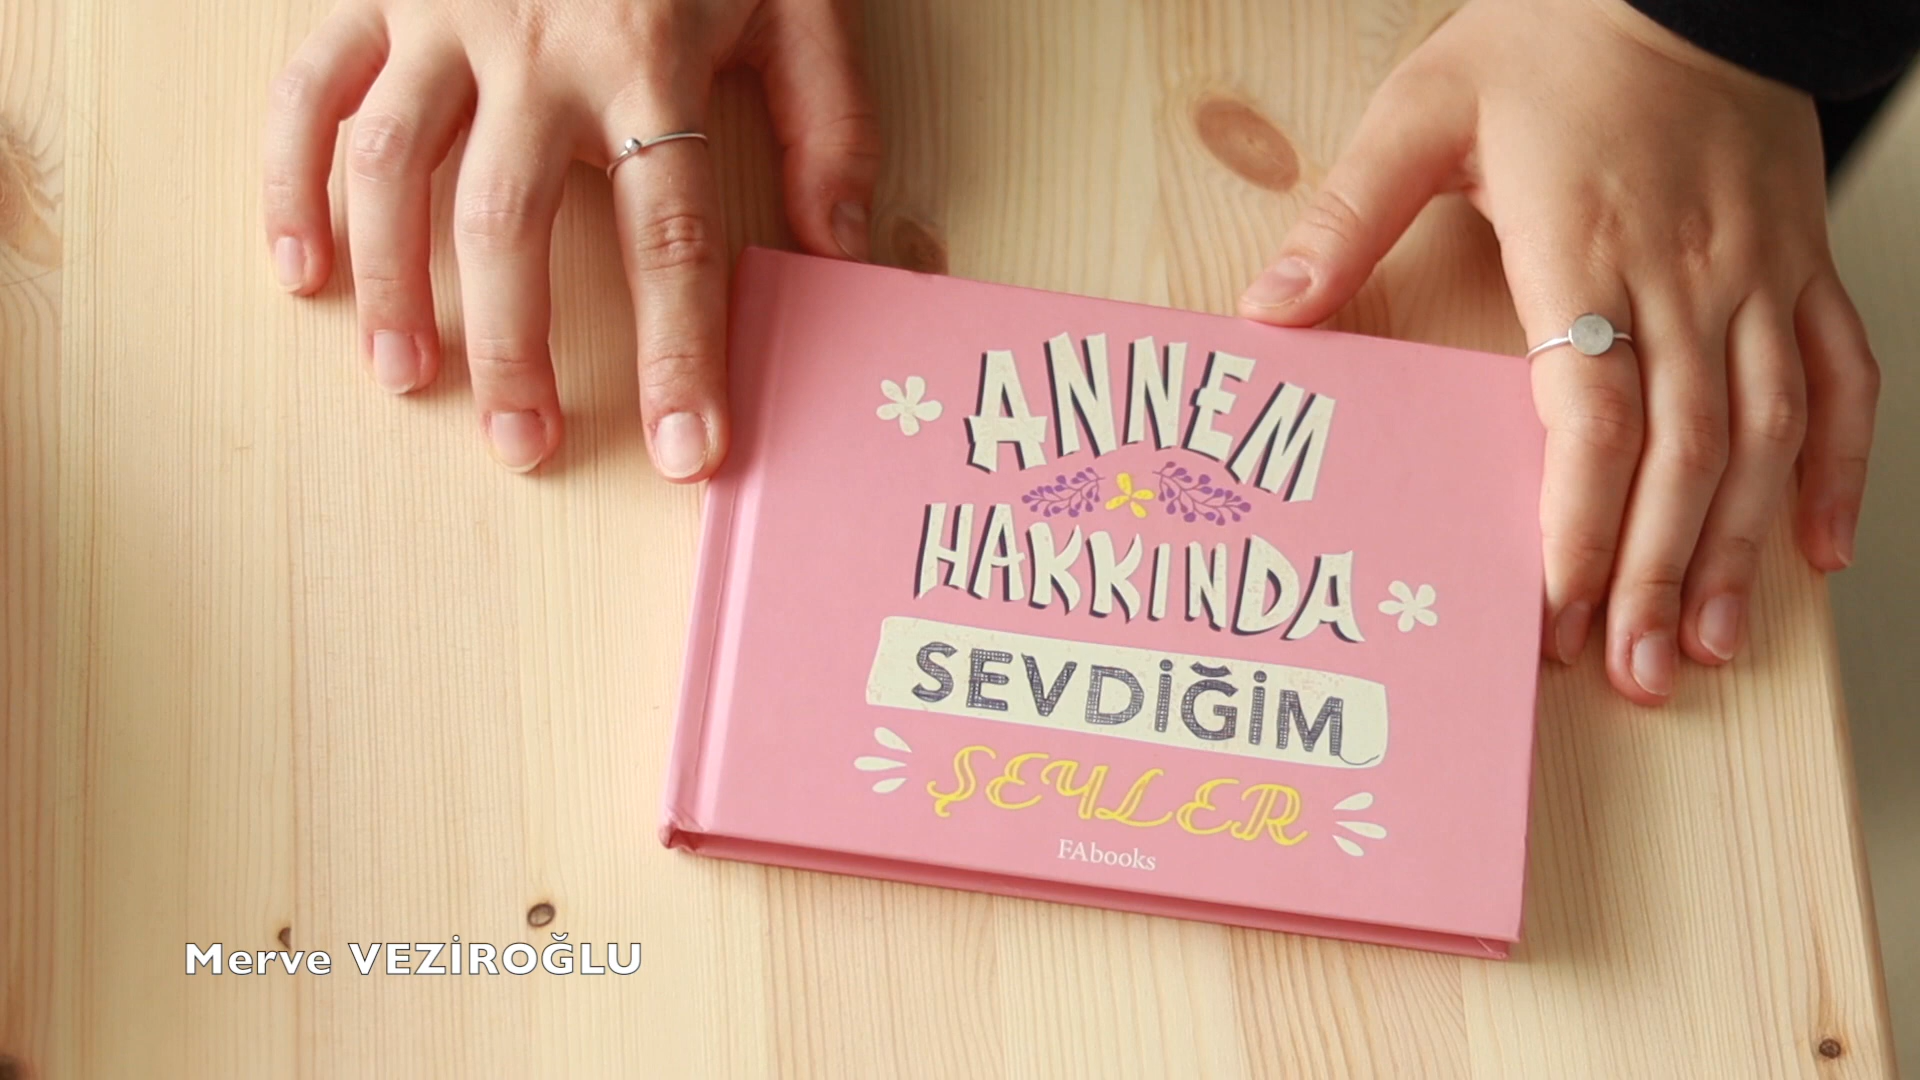 ANNEM
HAKKINDA
SEVDİĞİM
ŞEYLER
FAbooks
Merve VEZİROĞLU